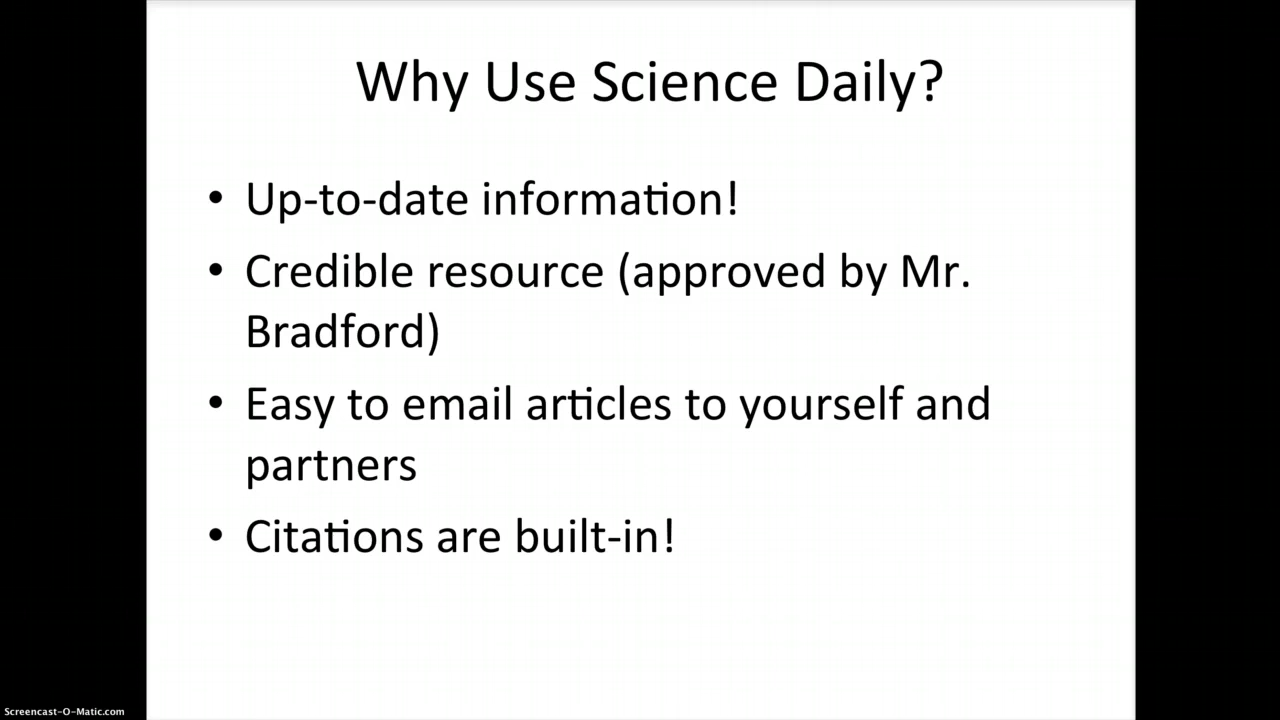 Why Use Science Daily?
• Up-to-date information!
• Credible resource (approved by Mr.
Bradford)
• Easy to email articles to yourself and
partners
• Citations are built-in!
Screencast-O-Matic.com